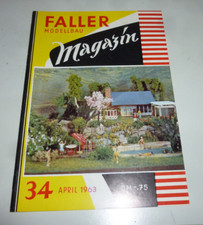 FALLER
MODELLBAU
Magazin
34 APRIL 1963
DM -.75